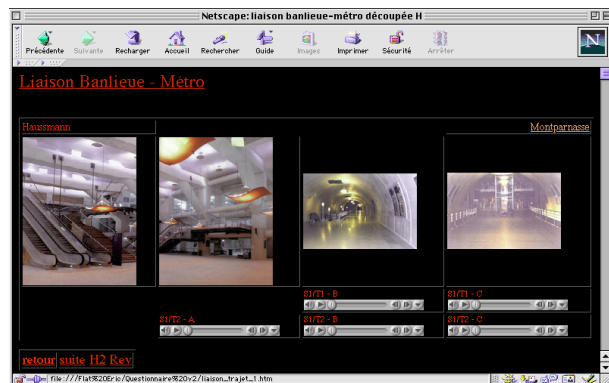 Netscape: liaison banlieue-métro découpée H
Précédente Suivante Recharger Accueil Rechercher Guide Images Imprimer Sécurité Arrêter
N
Liaison Banlieue - Métro
Haussmann
Montparnasse
S1/T1 - B
S1/T1 - C
S1/T2 - A
S1/T2 - B
S1/T2 - C
retour suite H2 Rev
file:///Flat%20Eric/Questionnaire%20v2/liaison_trajet_1.htm